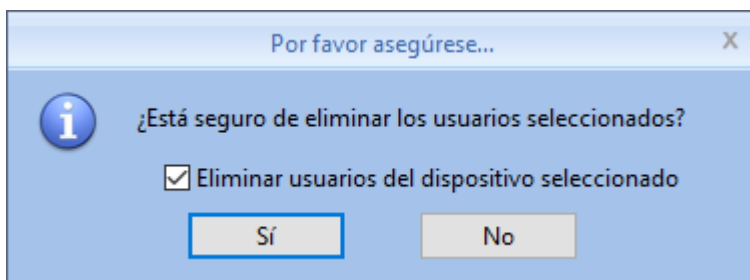 Por favor asegúrese...
X
¿Está seguro de eliminar los usuarios seleccionados?
Eliminar usuarios del dispositivo seleccionado
Sí
No